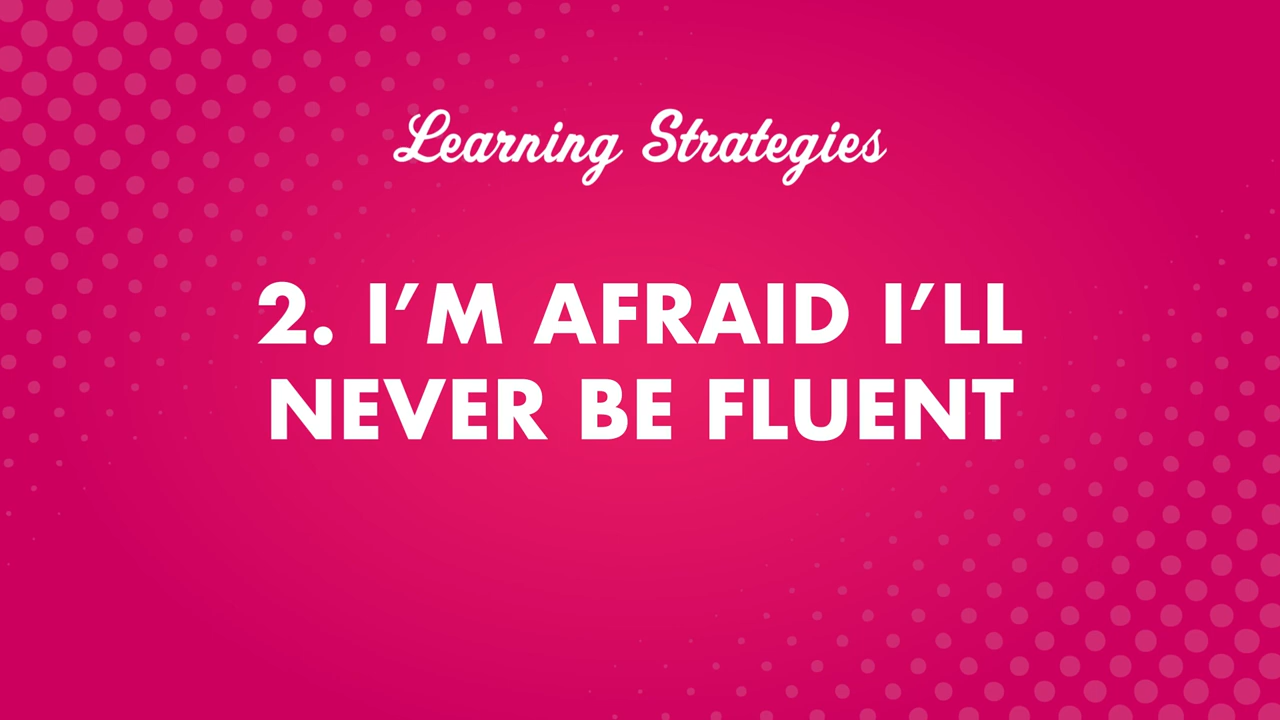 Learning Strategies
2. I’M AFRAID I’LL
NEVER BE FLUENT